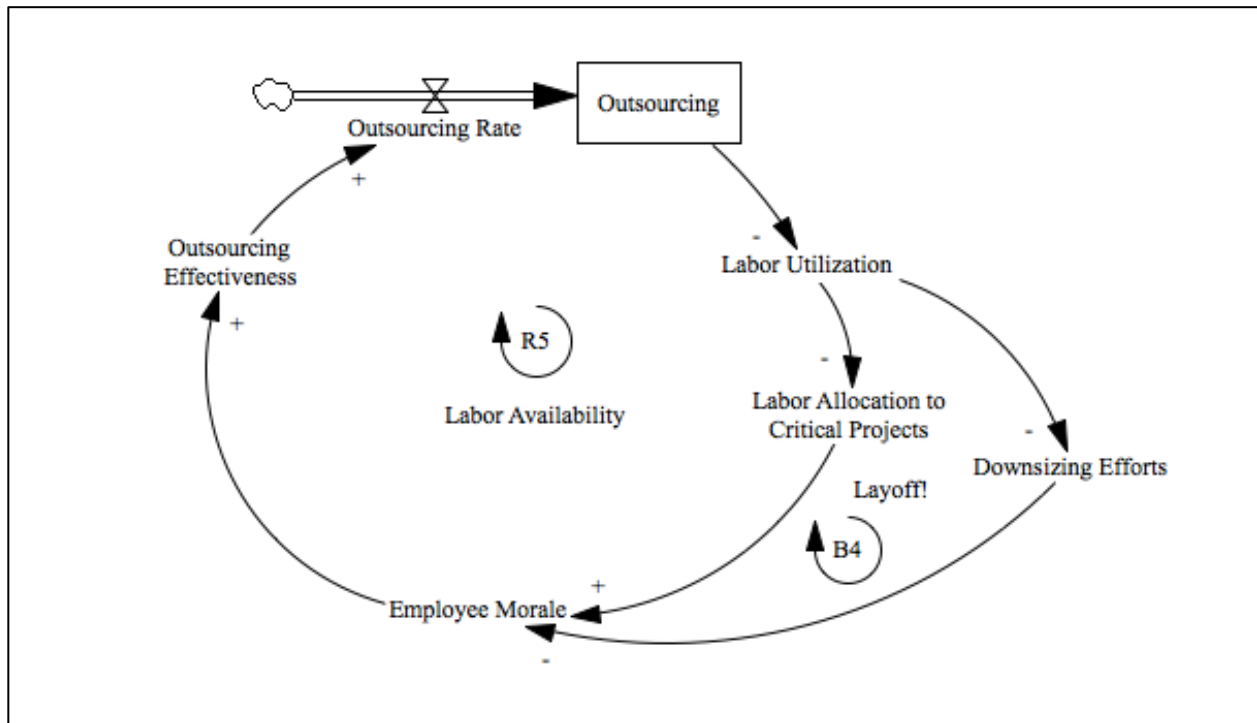 Outsourcing
Outsourcing Rate
+
Outsourcing
Effectiveness
+
-
Labor Utilization
R5
Labor Availability
-
Labor Allocation to
Critical Projects
-
Downsizing Efforts
Layoff!
B4
+
Employee Morale
-